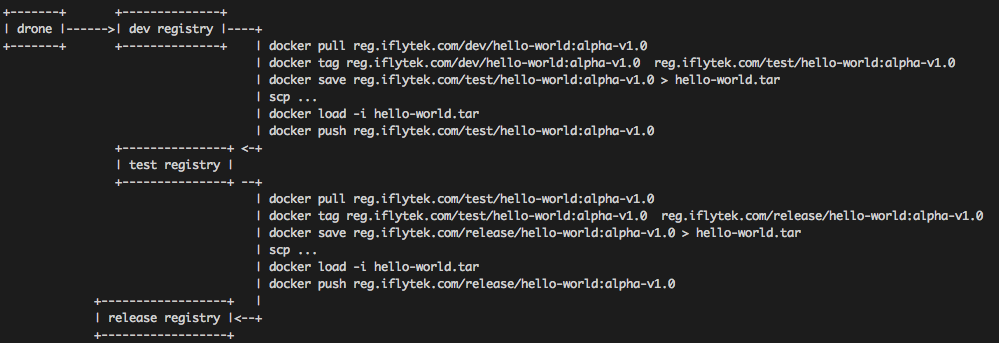 +-------+       +---------------+
| drone |------>| dev registry |----+
+-------+       +---------------+    
| docker pull reg.iflytek.com/dev/hello-world:alpha-v1.0
| docker tag reg.iflytek.com/dev/hello-world:alpha-v1.0  reg.iflytek.com/test/hello-world:alpha-v1.0
| docker save reg.iflytek.com/test/hello-world:alpha-v1.0 > hello-world.tar
| scp ...
| docker load -i hello-world.tar
| docker push reg.iflytek.com/test/hello-world:alpha-v1.0
+---------------+ <-+
| test registry |
+---------------+ --+
| docker pull reg.iflytek.com/test/hello-world:alpha-v1.0
| docker tag reg.iflytek.com/test/hello-world:alpha-v1.0  reg.iflytek.com/release/hello-world:alpha-v1.0
| docker save reg.iflytek.com/release/hello-world:alpha-v1.0 > hello-world.tar
| scp ...
| docker load -i hello-world.tar
| docker push reg.iflytek.com/release/hello-world:alpha-v1.0
+------------------+   |
| release registry |<--+
+------------------+